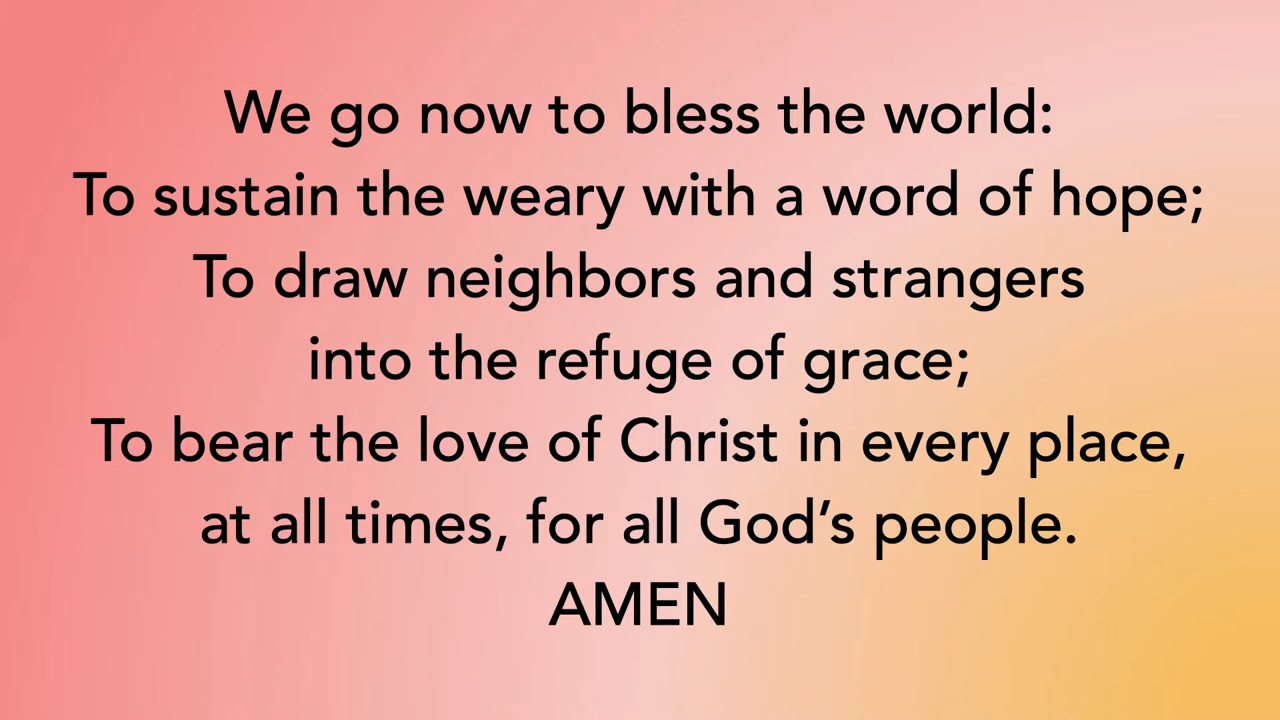 We go now to bless the world:
To sustain the weary with a word of hope;
To draw neighbors and strangers
into the refuge of grace;
To bear the love of Christ in every place,
at all times, for all God’s people.
AMEN